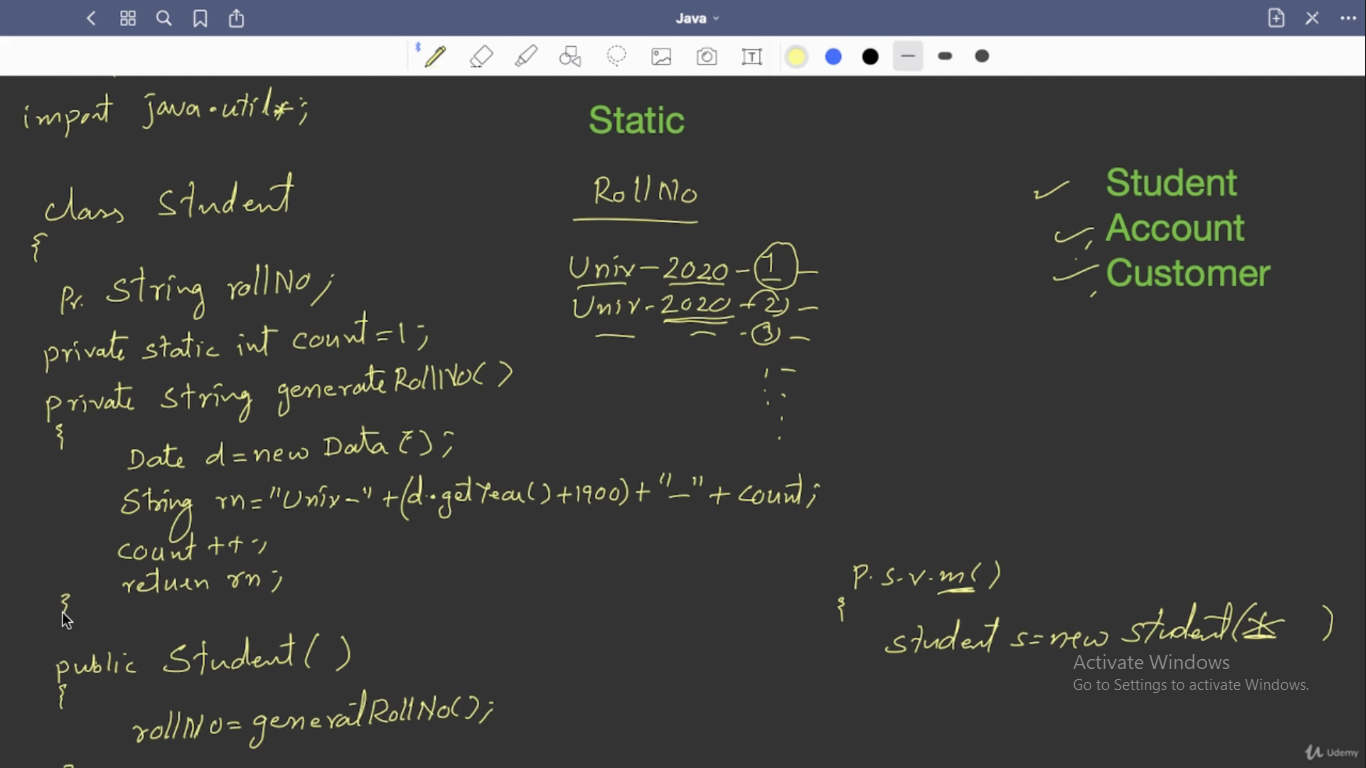 Java
import java.util*;
Static
class Student
{
Pr. String rollNo;
private static int count=1;
private String generateRollNo()
{
Date d=new Data();
String rn="Univ-"+(d.getYear()+1900)+"-"+count;
count++;
return rn;
}
public Student()
{
rollNo=generalRollNo();
RollNo
Univ-2020-1-
Univ-2020-2-
- - -3-
Student
Account
Customer
P.s.v.m()
{
student s=new student( )
Activate Windows
Go to Settings to activate Windows.
Udemy